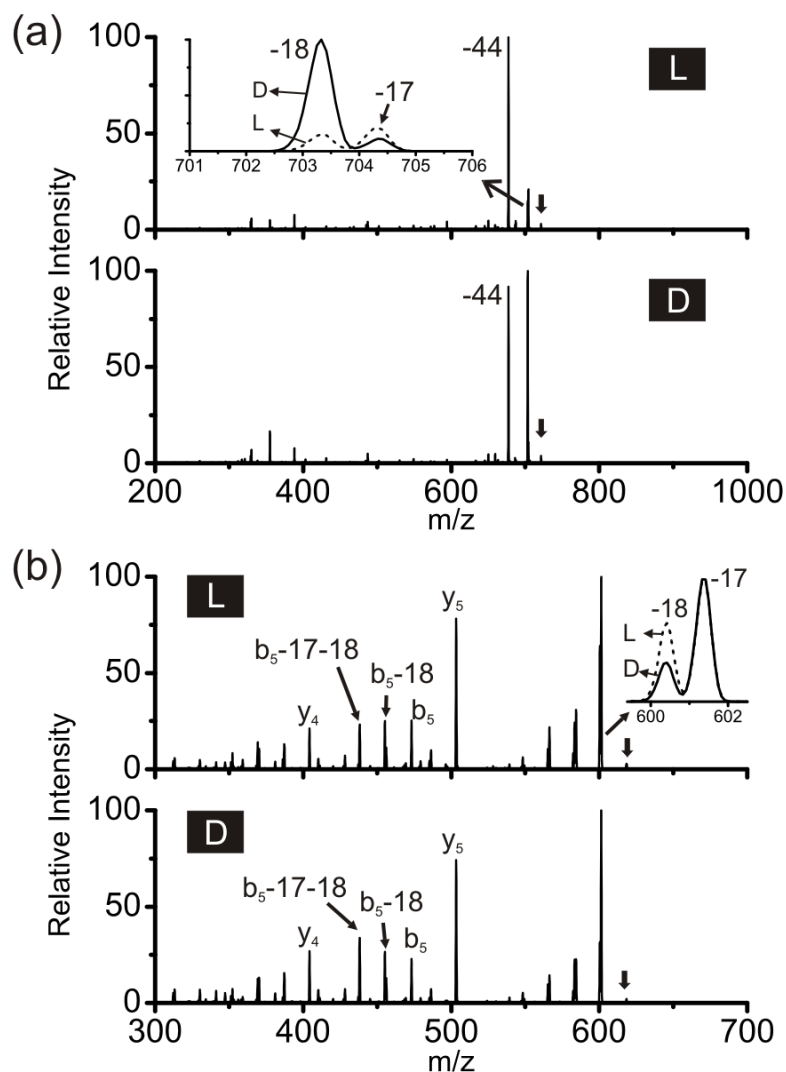 (a)
100
50
0
Relative Intensity
-44
L
-18
-17
D
L
701 702 703 704 705 706
100
50
0
-44
D
200 400 600 800 1000
m/z
(b)
100
50
0
Relative Intensity
L
y₄
b₅-17-18
b₅-18
b₅
y₅
-17
-18
L
D
600 602
100
50
0
Relative Intensity
D
y₄
b₅-17-18
b₅-18
b₅
y₅
300 400 500 600 700
m/z